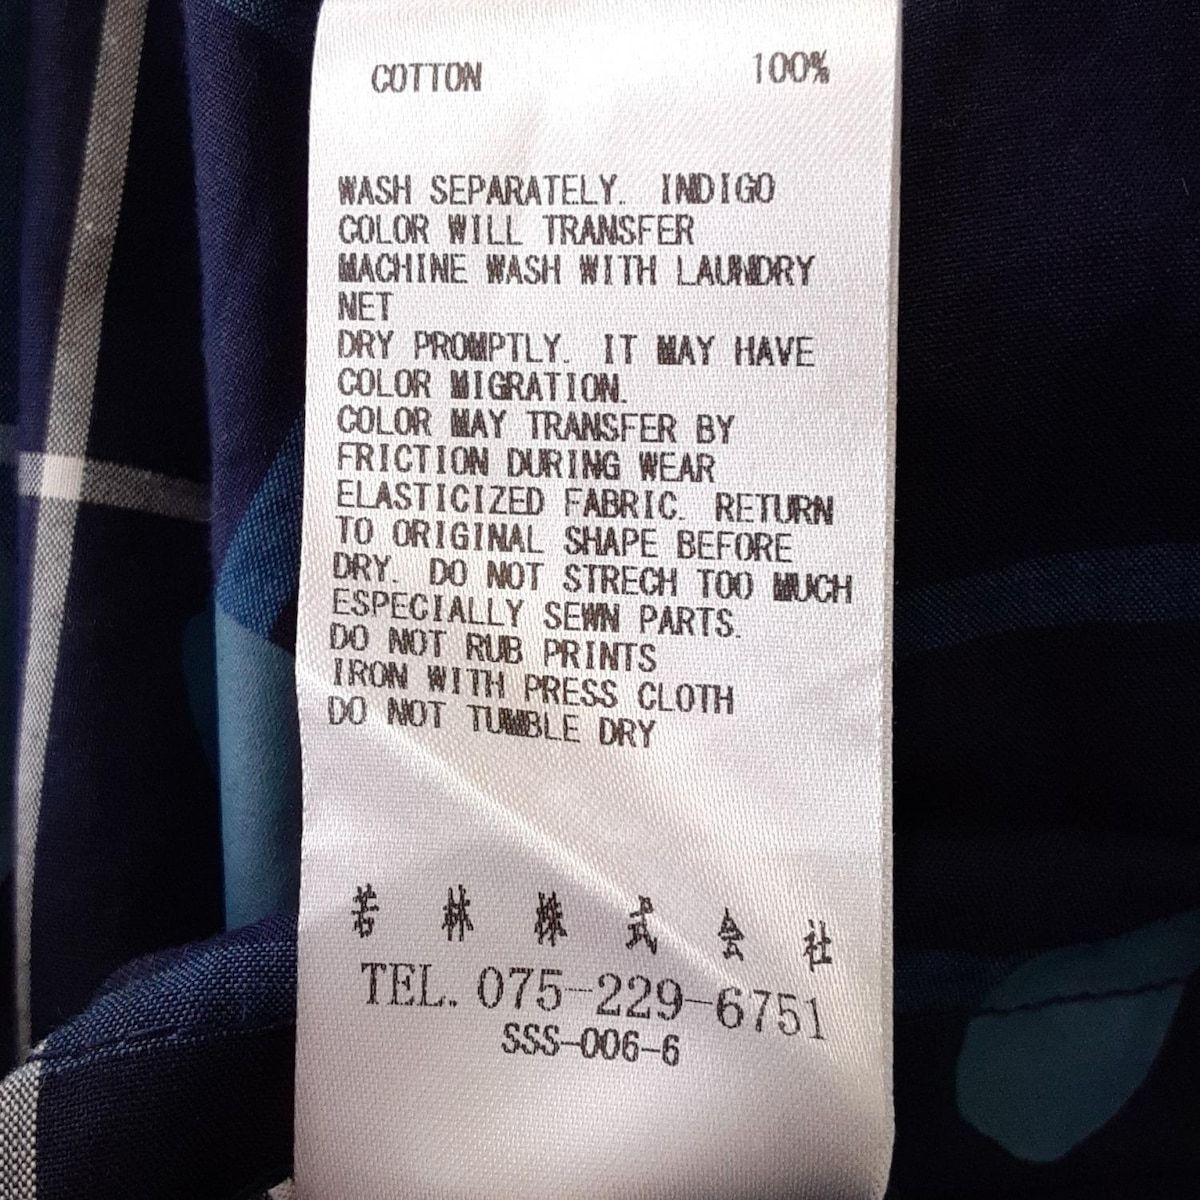 COTTON 100%
WASH SEPARATELY. INDIGO
COLOR WILL TRANSFER
MACHINE WASH WITH LAUNDRY
NET
DRY PROMPTLY. IT MAY HAVE
COLOR MIGRATION.
COLOR MAY TRANSFER BY
FRICTION DURING WEAR
ELASTICIZED FABRIC. RETURN
TO ORIGINAL SHAPE BEFORE
DRY. DO NOT STRECH TOO MUCH
ESPECIALLY SEWN PARTS.
DO NOT RUB PRINTS
IRON WITH PRESS CLOTH
DO NOT TUMBLE DRY
若林株式会社
TEL. 075-229-6751
SSS-006-6